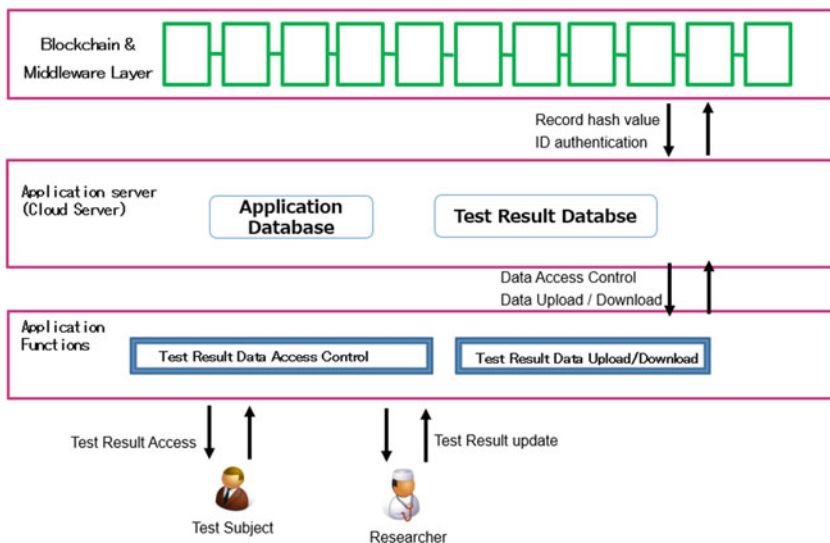 Blockchain &
Middleware Layer
Record hash value
ID authentication
Application server
(Cloud Server)
Application
Database
Test Result Databse
Data Access Control
Data Upload / Download
Application
Functions
Test Result Data Access Control
Test Result Data Upload/Download
Test Result Access
Test Result update
Test Subject
Researcher